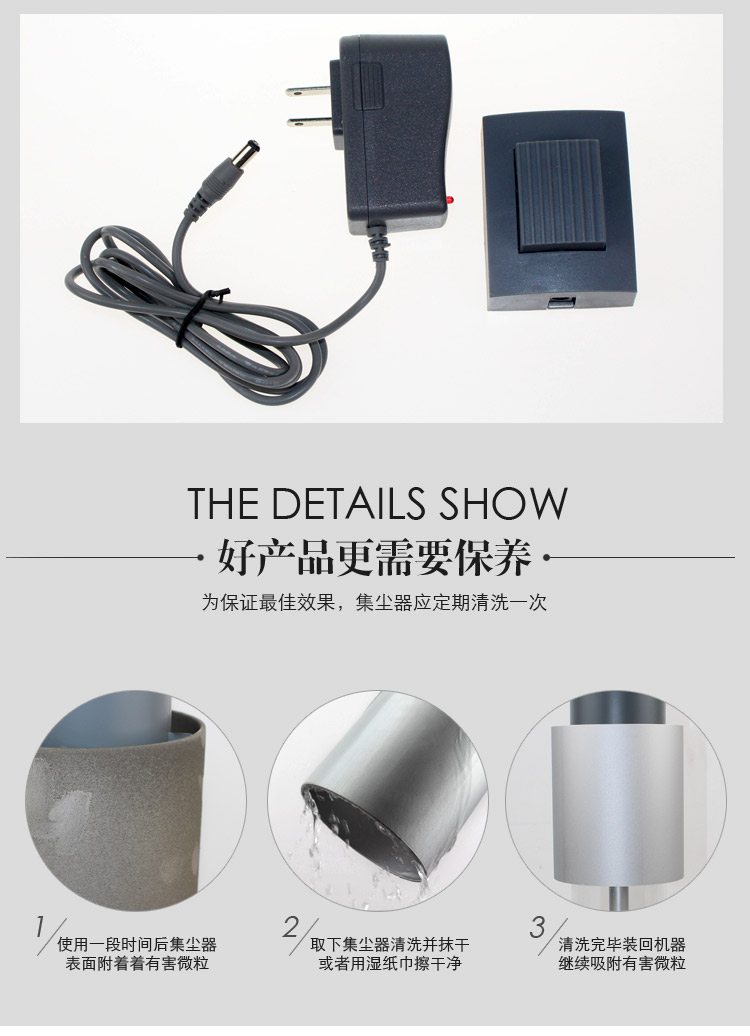 THE DETAILS SHOW
好产品更需要保养
为保证最佳效果，集尘器应定期清洗一次
1
使用一段时间后集尘器
表面附着着有害微粒
2
取下集尘器清洗并抹干
或者用湿纸巾擦干净
3
清洗完毕装回机器
继续吸附有害微粒